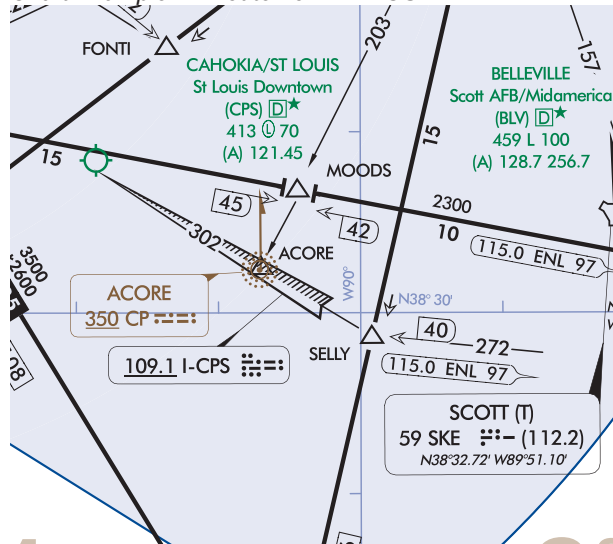 FONTI
203
157
CAHOKIA/ST LOUIS
St Louis Downtown
(CPS) D★
413 Ⓛ 70
(A) 121.45
BELLEVILLE
Scott AFB/Midamerica
(BLV) D★
459 L 100
(A) 128.7 256.7
15
15
MOODS
45
42
2300
10
302
ACORE
115.0 ENL 97
3500
*2600
ACORE
350 CP
W90°
N38° 30'
109.1 I-CPS
SELLY
40
272
115.0 ENL 97
SCOTT (T)
59 SKE (112.2)
N38°32.72' W89°51.10'